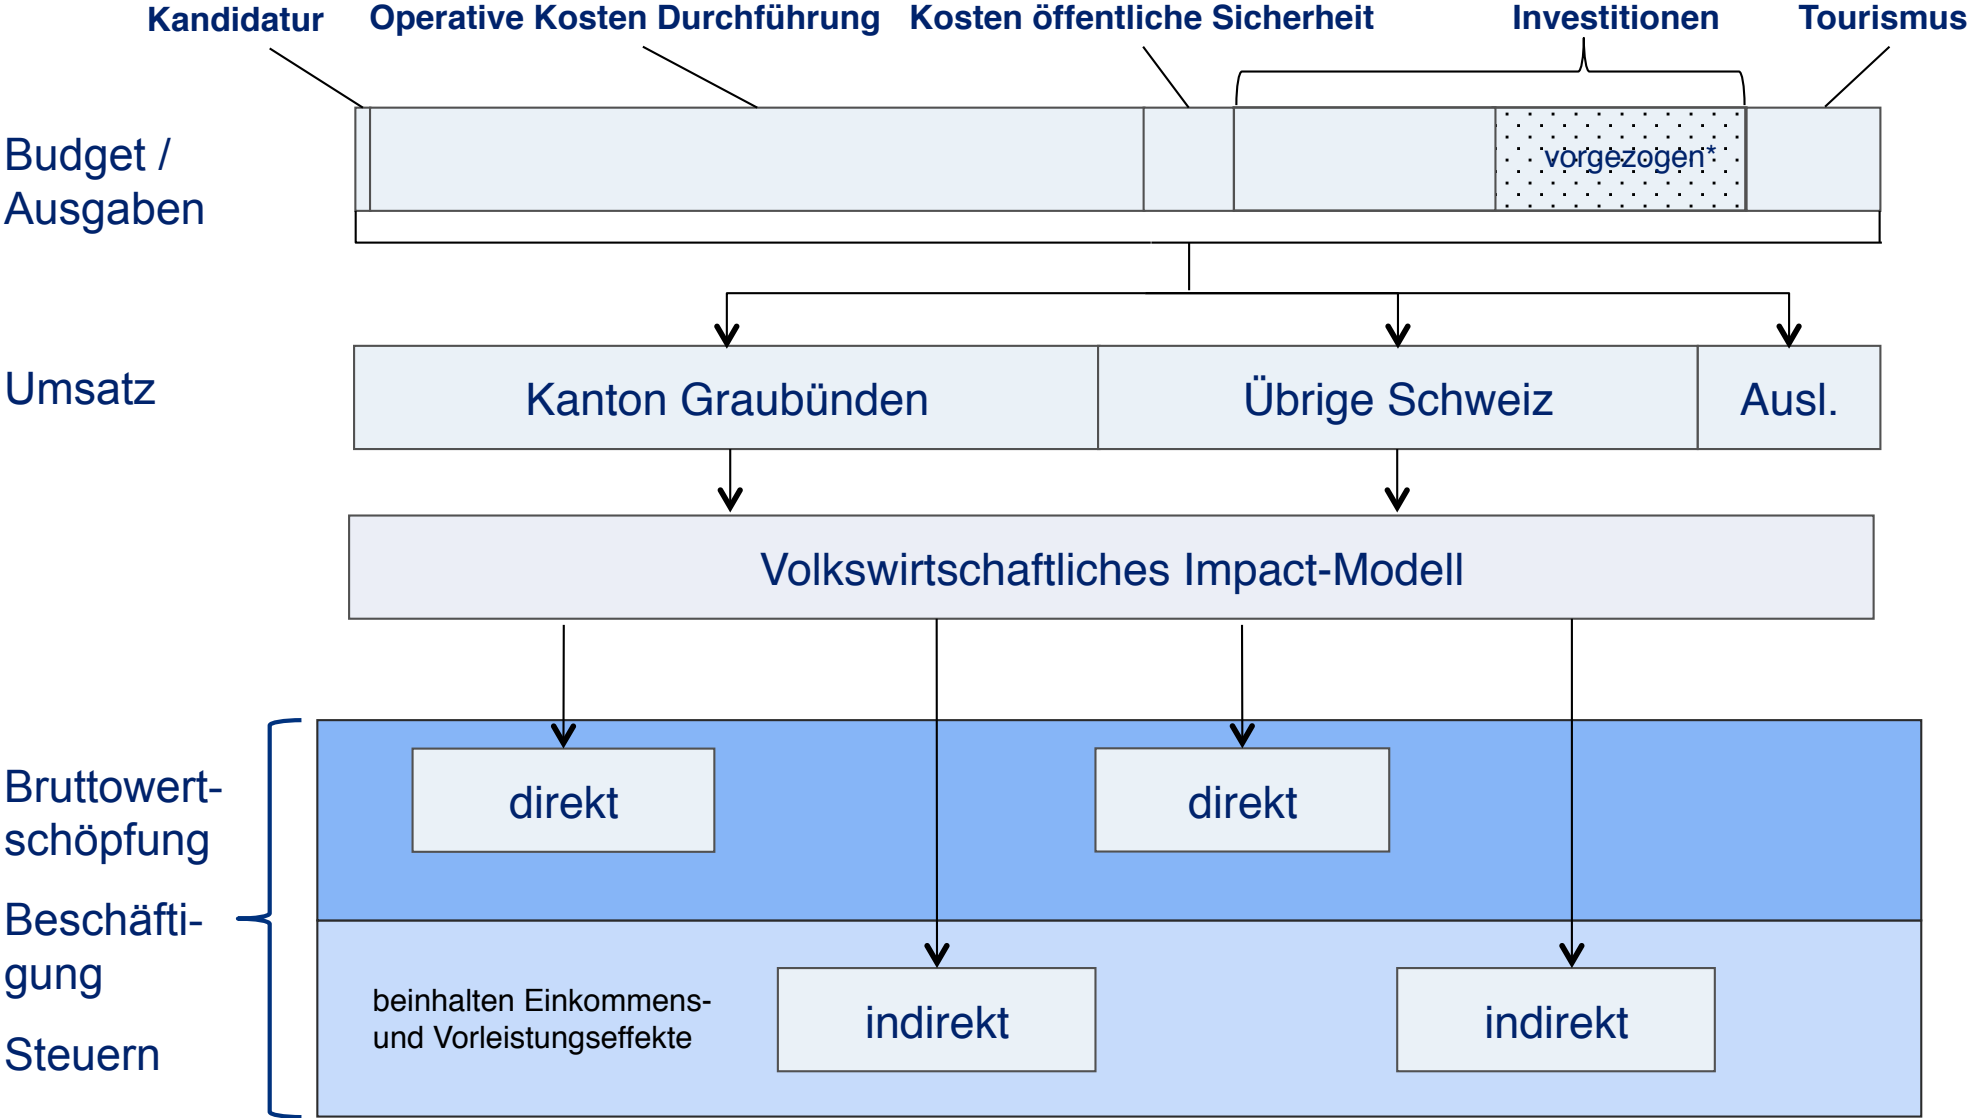 Kandidatur
Operative Kosten Durchführung
Kosten öffentliche Sicherheit
Investitionen
Tourismus
Budget /
Ausgaben
vorgezogen*
Umsatz
Kanton Graubünden
Übrige Schweiz
Ausl.
Volkswirtschaftliches Impact-Modell
Bruttowert-
schöpfung
direkt
direkt
Beschäfti-
gung
beinhalten Einkommens-
und Vorleistungseffekte
indirekt
indirekt
Steuern